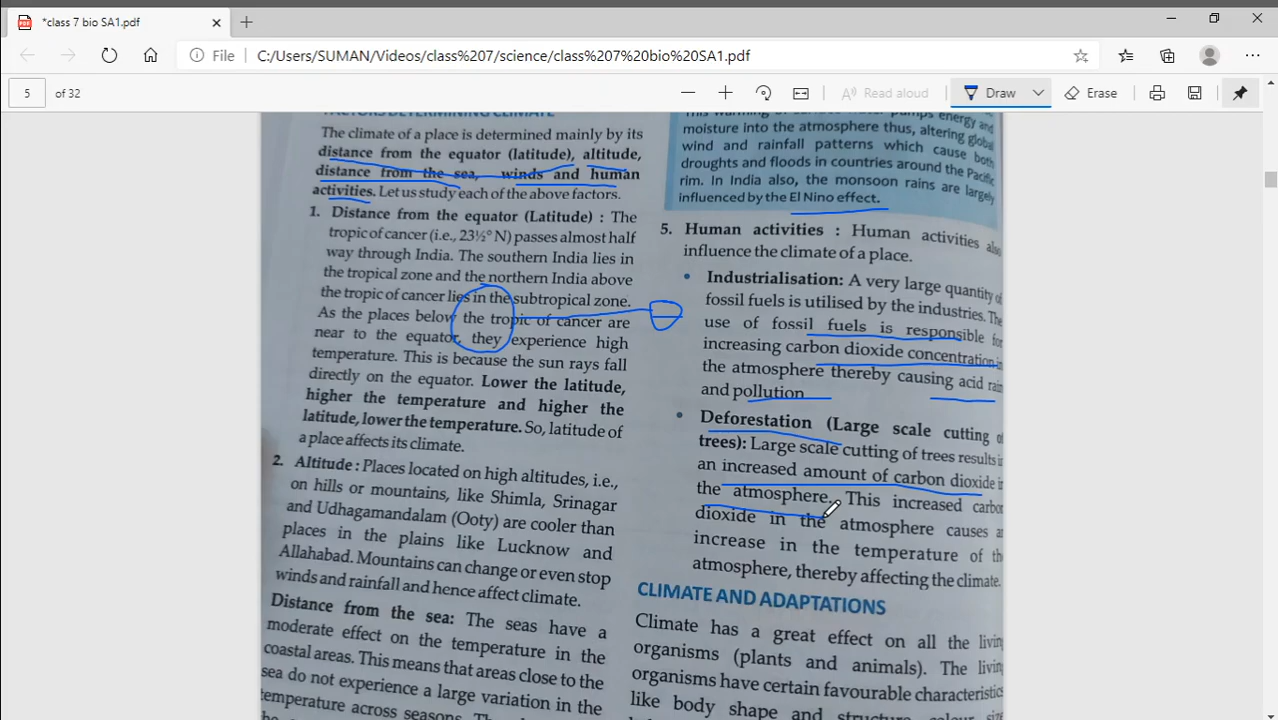 *class 7 bio SA1.pdf
File
C:/Users/SUMAN/Videos/class%207/science/class%207%20bio%20SA1.pdf
5 of 32
Read aloud
Draw
Erase
FACTORS DETERMINING CLIMATE
The climate of a place is determined mainly by its
distance from the equator (latitude), altitude,
distance from the sea, winds and human
activities. Let us study each of the above factors.
1. Distance from the equator (Latitude) : The
tropic of cancer (i.e., 23½° N) passes almost half
way through India. The southern India lies in
the tropical zone and the northern India above
the tropic of cancer lies in the subtropical zone.
As the places below the tropic of cancer are
near to the equator, they experience high
temperature. This is because the sun rays fall
directly on the equator. Lower the latitude,
higher the temperature and higher the
latitude, lower the temperature. So, latitude of
a place affects its climate.
2. Altitude : Places located on high altitudes, i.e.,
on hills or mountains, like Shimla, Srinagar
and Udhagamandalam (Ooty) are cooler than
places in the plains like Lucknow and
Allahabad. Mountains can change or even stop
winds and rainfall and hence affect climate.
Distance from the sea: The seas have a
moderate effect on the temperature in the
coastal areas. This means that areas close to the
sea do not experience a large variation in the
temperature across seasons.
This warming of surface water pumps energy and
moisture into the atmosphere thus, altering global
wind and rainfall patterns which cause both
droughts and floods in countries around the Pacific
rim. In India also, the monsoon rains are largely
influenced by the El Nino effect.
5. Human activities : Human activities also
influence the climate of a place.
• Industrialisation: A very large quantity of
fossil fuels is utilised by the industries. The
use of fossil fuels is responsible for
increasing carbon dioxide concentration in
the atmosphere thereby causing acid rain
and pollution
• Deforestation (Large scale cutting of
trees): Large scale cutting of trees results in
an increased amount of carbon dioxide in
the atmosphere. This increased carbon
dioxide in the atmosphere causes an
increase in the temperature of the
atmosphere, thereby affecting the climate.
CLIMATE AND ADAPTATIONS
Climate has a great effect on all the living
organisms (plants and animals). The living
organisms have certain favourable characteristics
like body shape and structure, colour, size